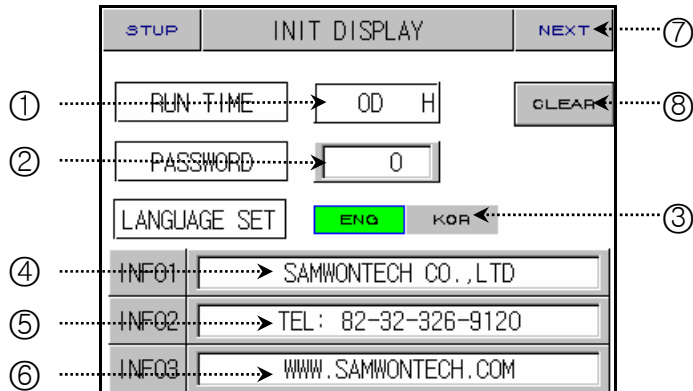 STUP INIT DISPLAY NEXT ⑦
① RUN TIME 0D H CLEAR ⑧
② PASSWORD 0
LANGUAGE SET ENG KOR ③
④ INFO1 SAMWONTECH CO.,LTD
⑤ INFO2 TEL: 82-32-326-9120
⑥ INFO3 WWW.SAMWONTECH.COM